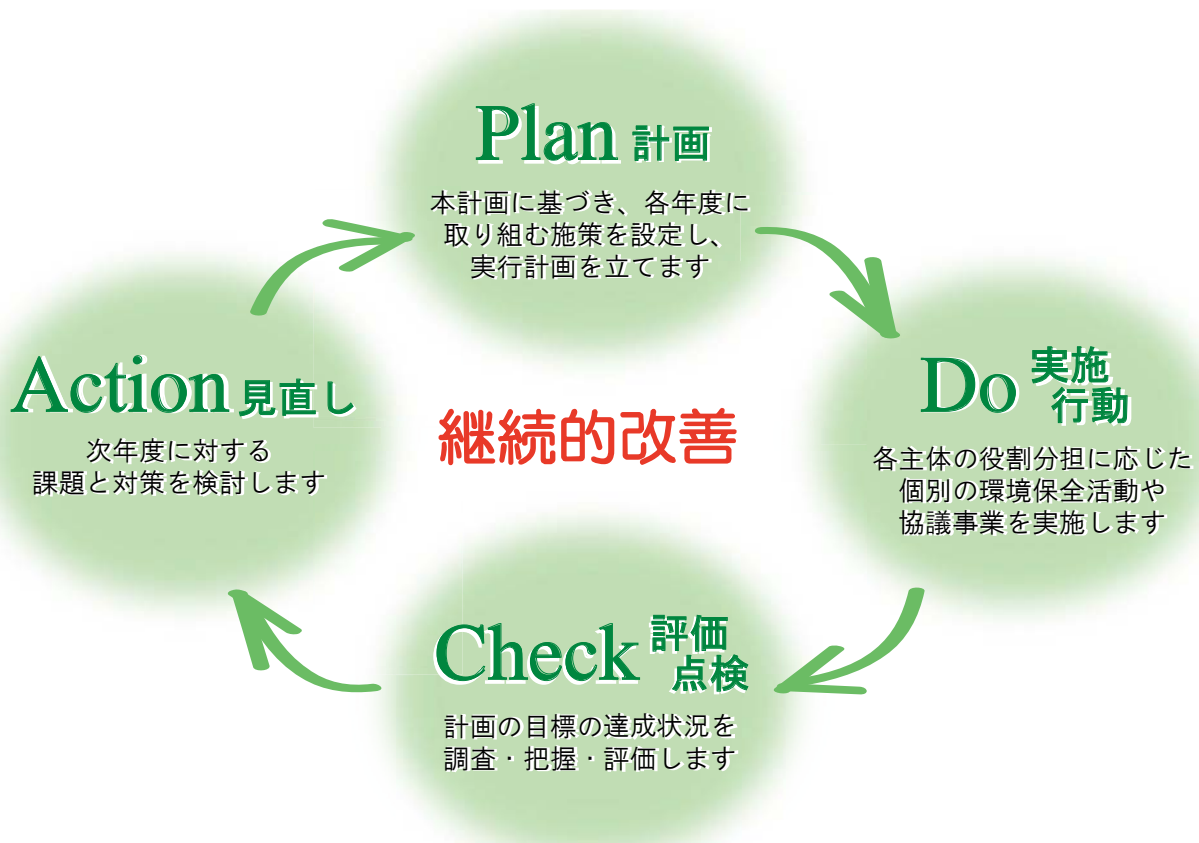 Plan 計画
本計画に基づき、各年度に
取り組む施策を設定し、
実行計画を立てます
Do 実施
行動
各主体の役割分担に応じた
個別の環境保全活動や
協議事業を実施します
Check 評価
点検
計画の目標の達成状況を
調査・把握・評価します
Action 見直し
次年度に対する
課題と対策を検討します
継続的改善